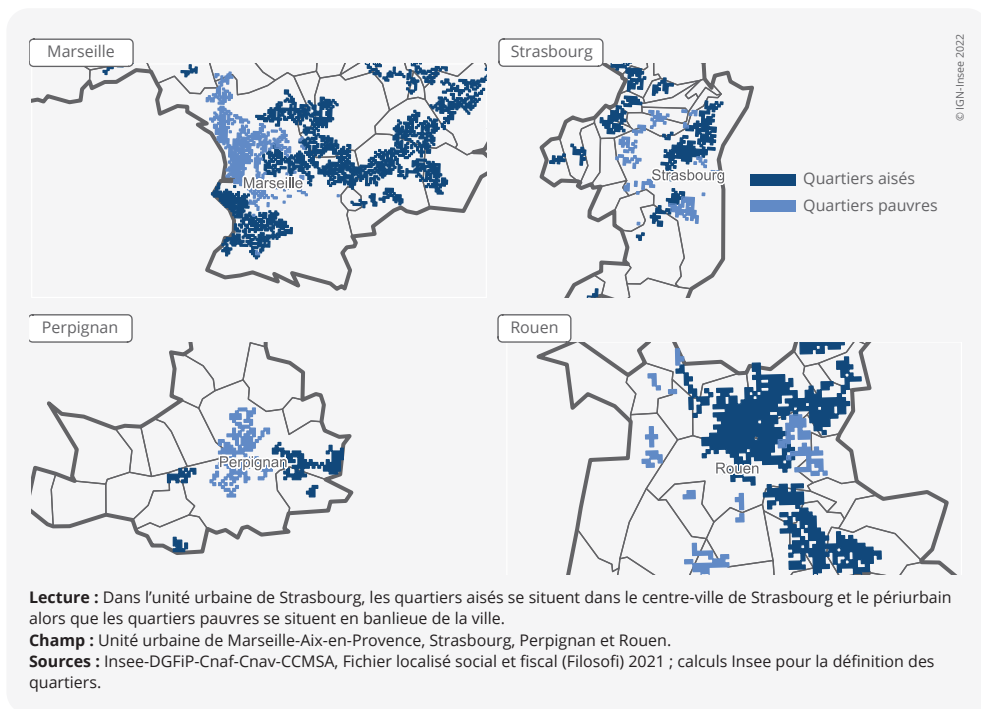 Marseille
Strasbourg
© IGN-Insee 2022
Marseille
Strasbourg
Quartiers aisés
Quartiers pauvres
Perpignan
Rouen
Perpignan
Rouen
Lecture : Dans l’unité urbaine de Strasbourg, les quartiers aisés se situent dans le centre-ville de Strasbourg et le périurbain
alors que les quartiers pauvres se situent en banlieue de la ville.
Champ : Unité urbaine de Marseille-Aix-en-Provence, Strasbourg, Perpignan et Rouen.
Sources : Insee-DGFiP-Cnaf-Cnav-CCMSA, Fichier localisé social et fiscal (Filosofi) 2021 ; calculs Insee pour la définition des
quartiers.